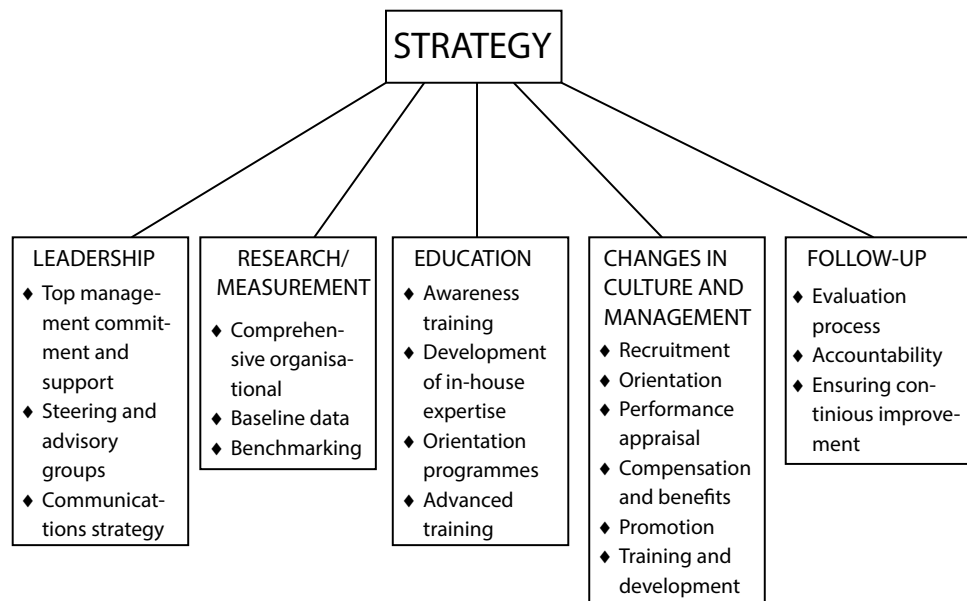 STRATEGY
LEADERSHIP
♦ Top manage-
ment commit-
ment and
support
♦ Steering and
advisory
groups
♦ Communicat-
tions strategy
RESEARCH/
MEASUREMENT
♦ Comprehen-
sive organisa-
tional
♦ Baseline data
♦ Benchmarking
EDUCATION
♦ Awareness
training
♦ Development
of in-house
expertise
♦ Orientation
programmes
♦ Advanced
training
CHANGES IN
CULTURE AND
MANAGEMENT
♦ Recruitment
♦ Orientation
♦ Performance
appraisal
♦ Compensation
and benefits
♦ Promotion
♦ Training and
development
FOLLOW-UP
♦ Evaluation
process
♦ Accountability
♦ Ensuring con-
tinious improve-
ment